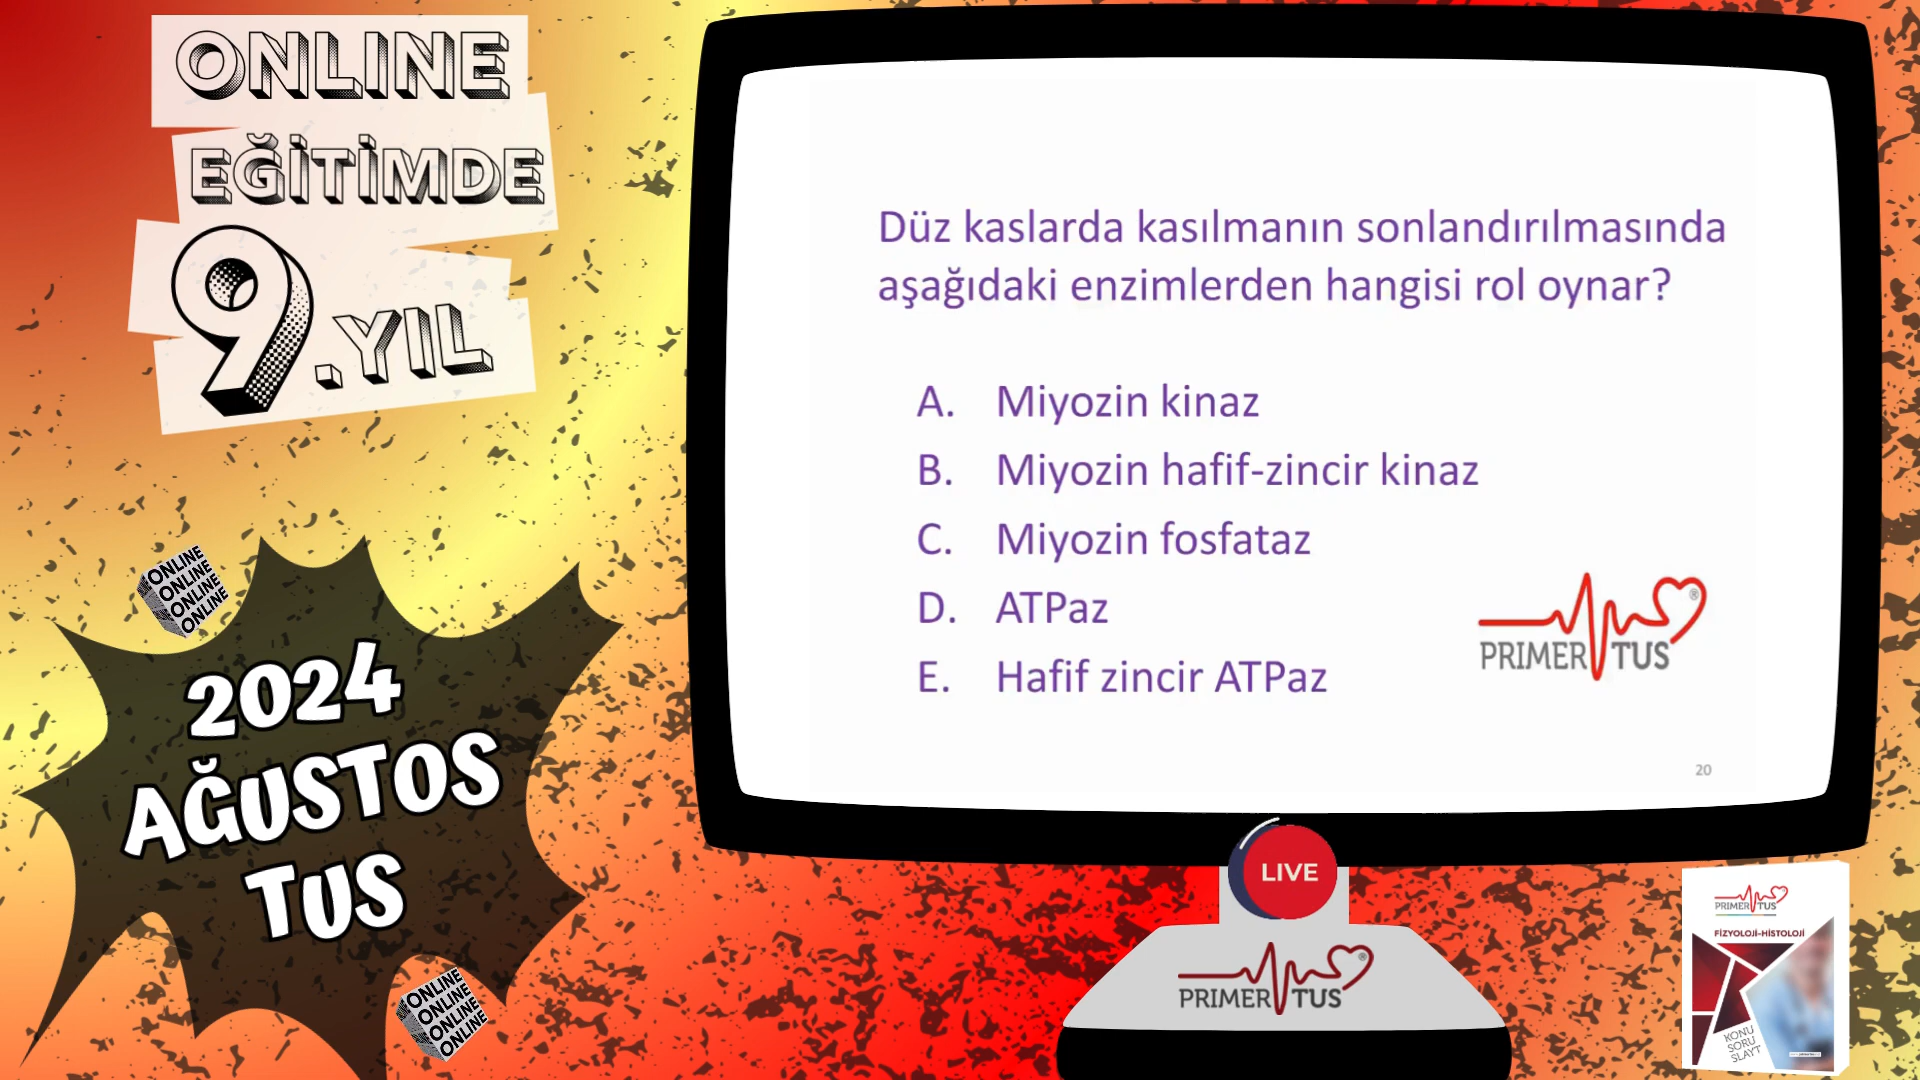 ONLINE
EĞİTİMDE
9.YIL
ONLINE
ONLINE
ONLINE
ONLINE
2024
AĞUSTOS
TUS
ONLINE
ONLINE
ONLINE
ONLINE
Düz kaslarda kasılmanın sonlandırılmasında
aşağıdaki enzimlerden hangisi rol oynar?
A. Miyozin kinaz
B. Miyozin hafif-zincir kinaz
C. Miyozin fosfataz
D. ATPaz
E. Hafif zincir ATPaz
PRIMER TUS ®
20
LIVE
PRIMER TUS ®
PRIMER TUS
FİZYOLOJİ-HİSTOLOJİ
KONU
SORU
SLAYT